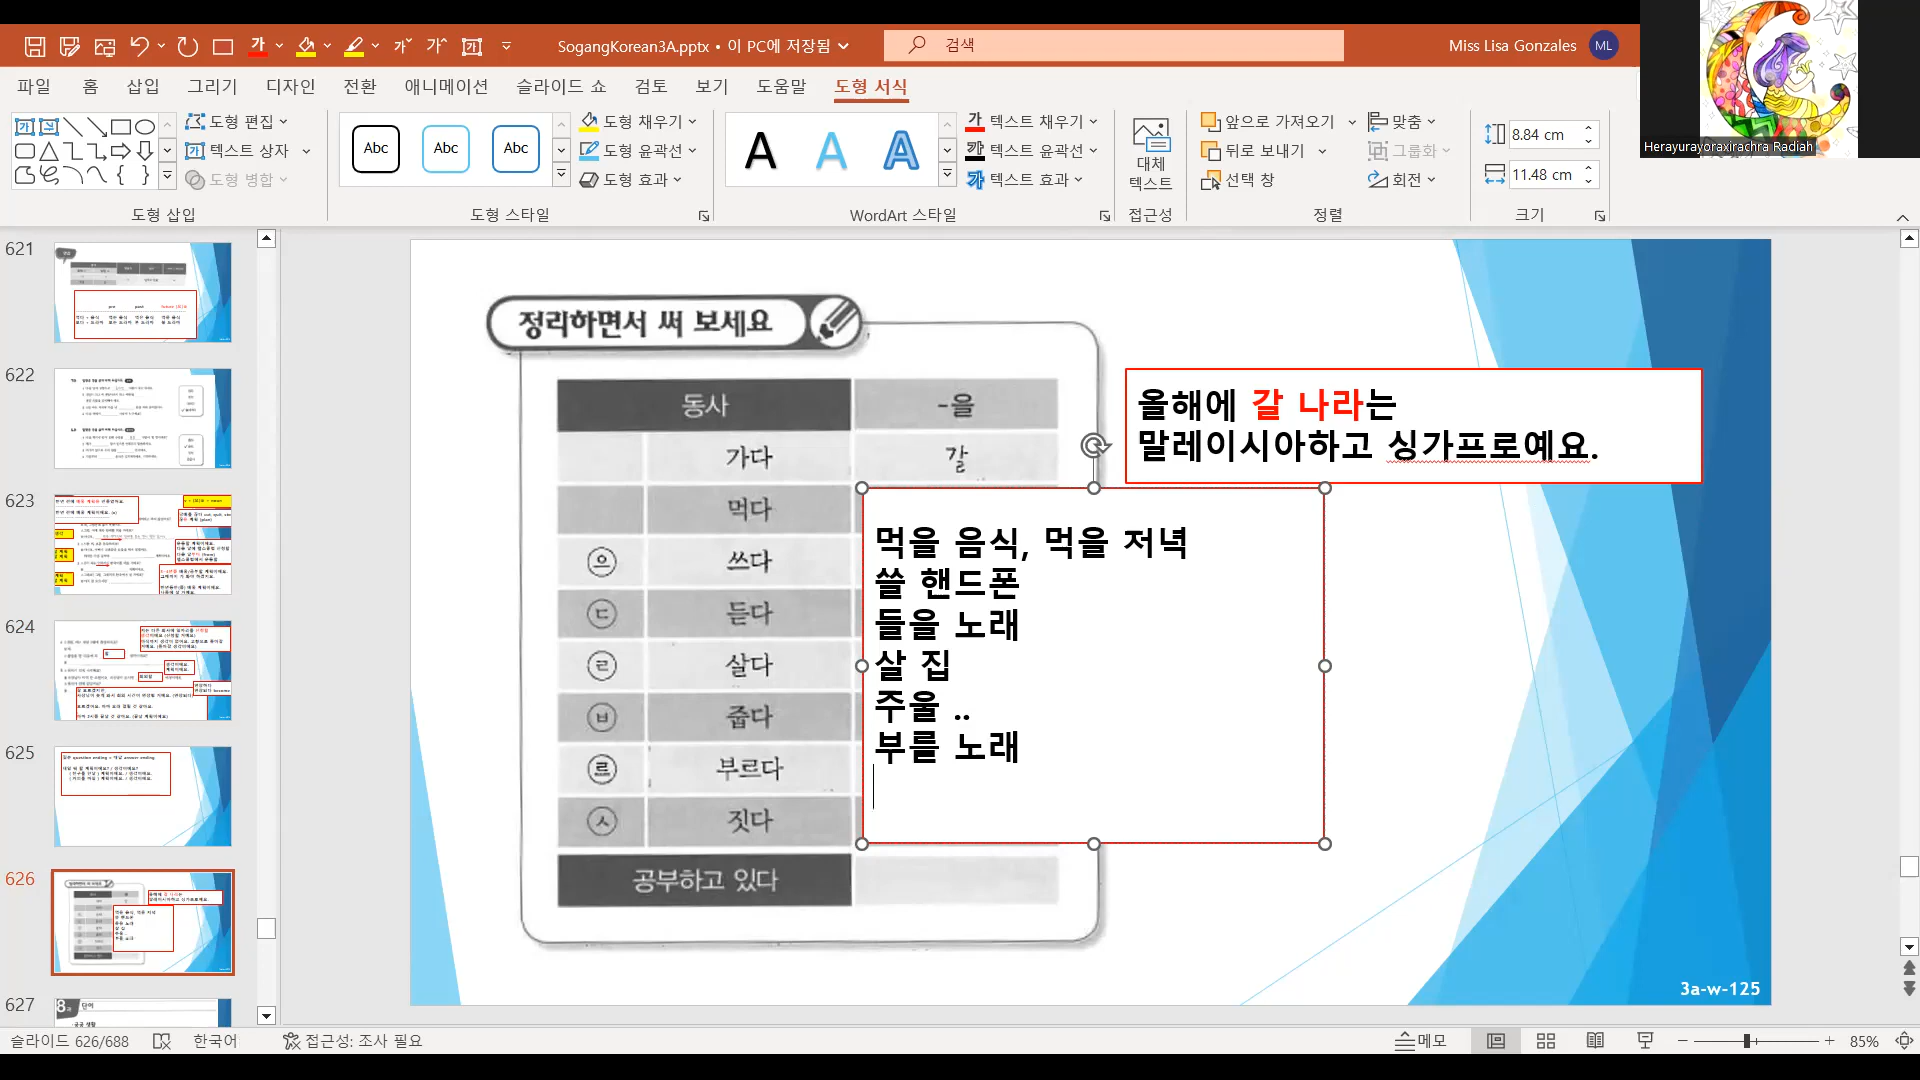 SogangKorean3A.pptx • 이 PC에 저장됨
검색
Miss Lisa Gonzales
ML
파일 홈 삽입 그리기 디자인 전환 애니메이션 슬라이드 쇼 검토 보기 도움말 도형 서식
도형 편집
텍스트 상자
도형 병합
도형 삽입
Abc Abc Abc
도형 채우기
도형 윤곽선
도형 효과
도형 스타일
A A A
텍스트 채우기
텍스트 윤곽선
텍스트 효과
WordArt 스타일
대체
텍스트
접근성
앞으로 가져오기
뒤로 보내기
선택 창
맞춤
그룹화
회전
정렬
8.84 cm
11.48 cm
크기
Herayurayoraxirachra Radiah
621
622
623
624
625
626
627
정리하면서 써 보세요
동사 -을
가다 갈
먹다
으 쓰다
ㄷ 듣다
ㄹ 살다
ㅂ 줍다
르 부르다
ㅅ 짓다
공부하고 있다
올해에 갈 나라는
말레이시아하고 싱가프로예요.
먹을 음식, 먹을 저녁
쓸 핸드폰
들을 노래
살 집
주울 ..
부를 노래
3a-w-125
슬라이드 626/688
한국어
접근성: 조사 필요
메모
85%